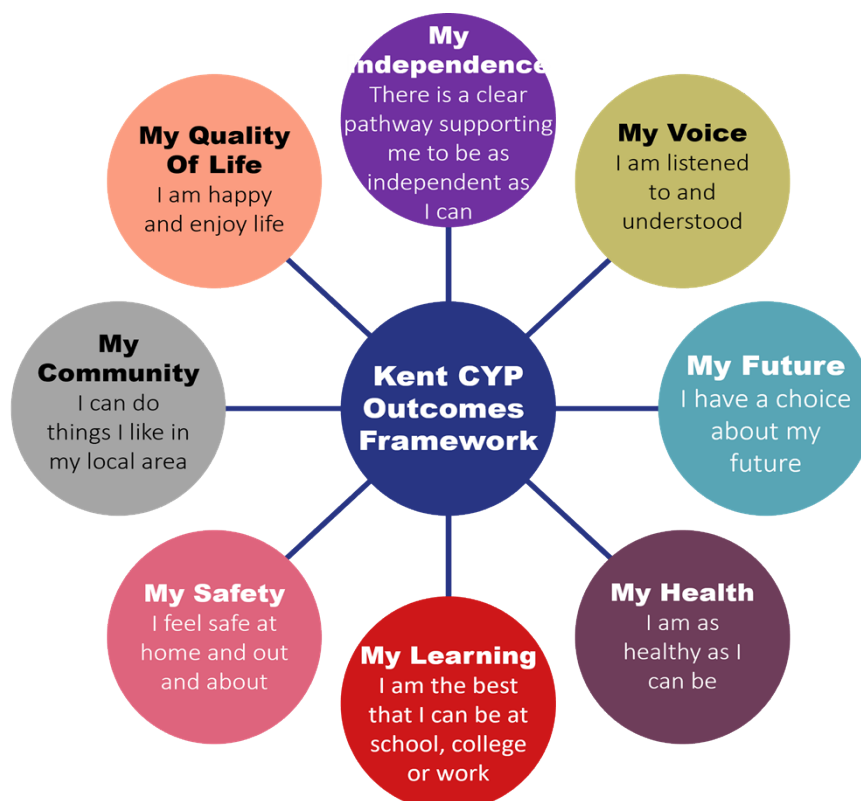 My
Independence
There is a clear
pathway supporting
me to be as
independent as
I can
My Voice
I am listened
to and
understood
My Future
I have a choice
about my
future
My Health
I am as
healthy as I
can be
My Learning
I am the best
that I can be at
school, college
or work
My Safety
I feel safe at
home and out
and about
My
Community
I can do
things I like in
my local area
My Quality
Of Life
I am happy
and enjoy life
Kent CYP
Outcomes
Framework